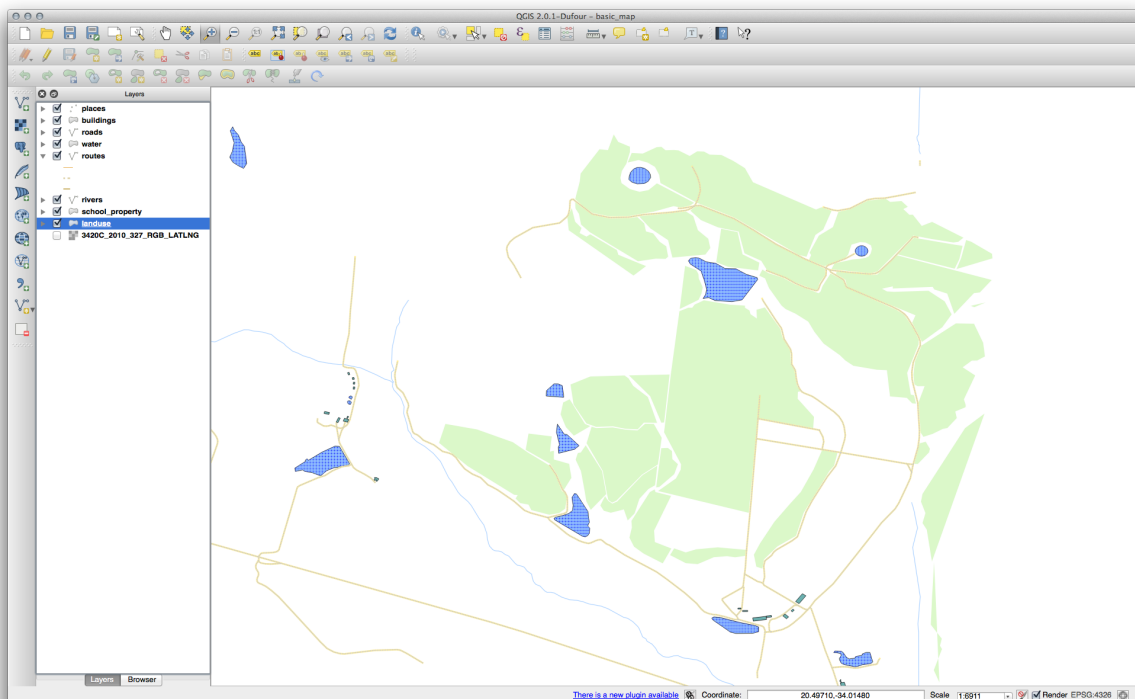 QGIS 2.0.1-Dufour – basic_map
Layers
places
buildings
roads
water
routes
rivers
school_property
landuse
3420C_2010_327_RGB_LATLNG
Layers
Browser
There is a new plugin available
Coordinate:
20.49710,-34.01480
Scale
1:6911
Render
EPSG:4326